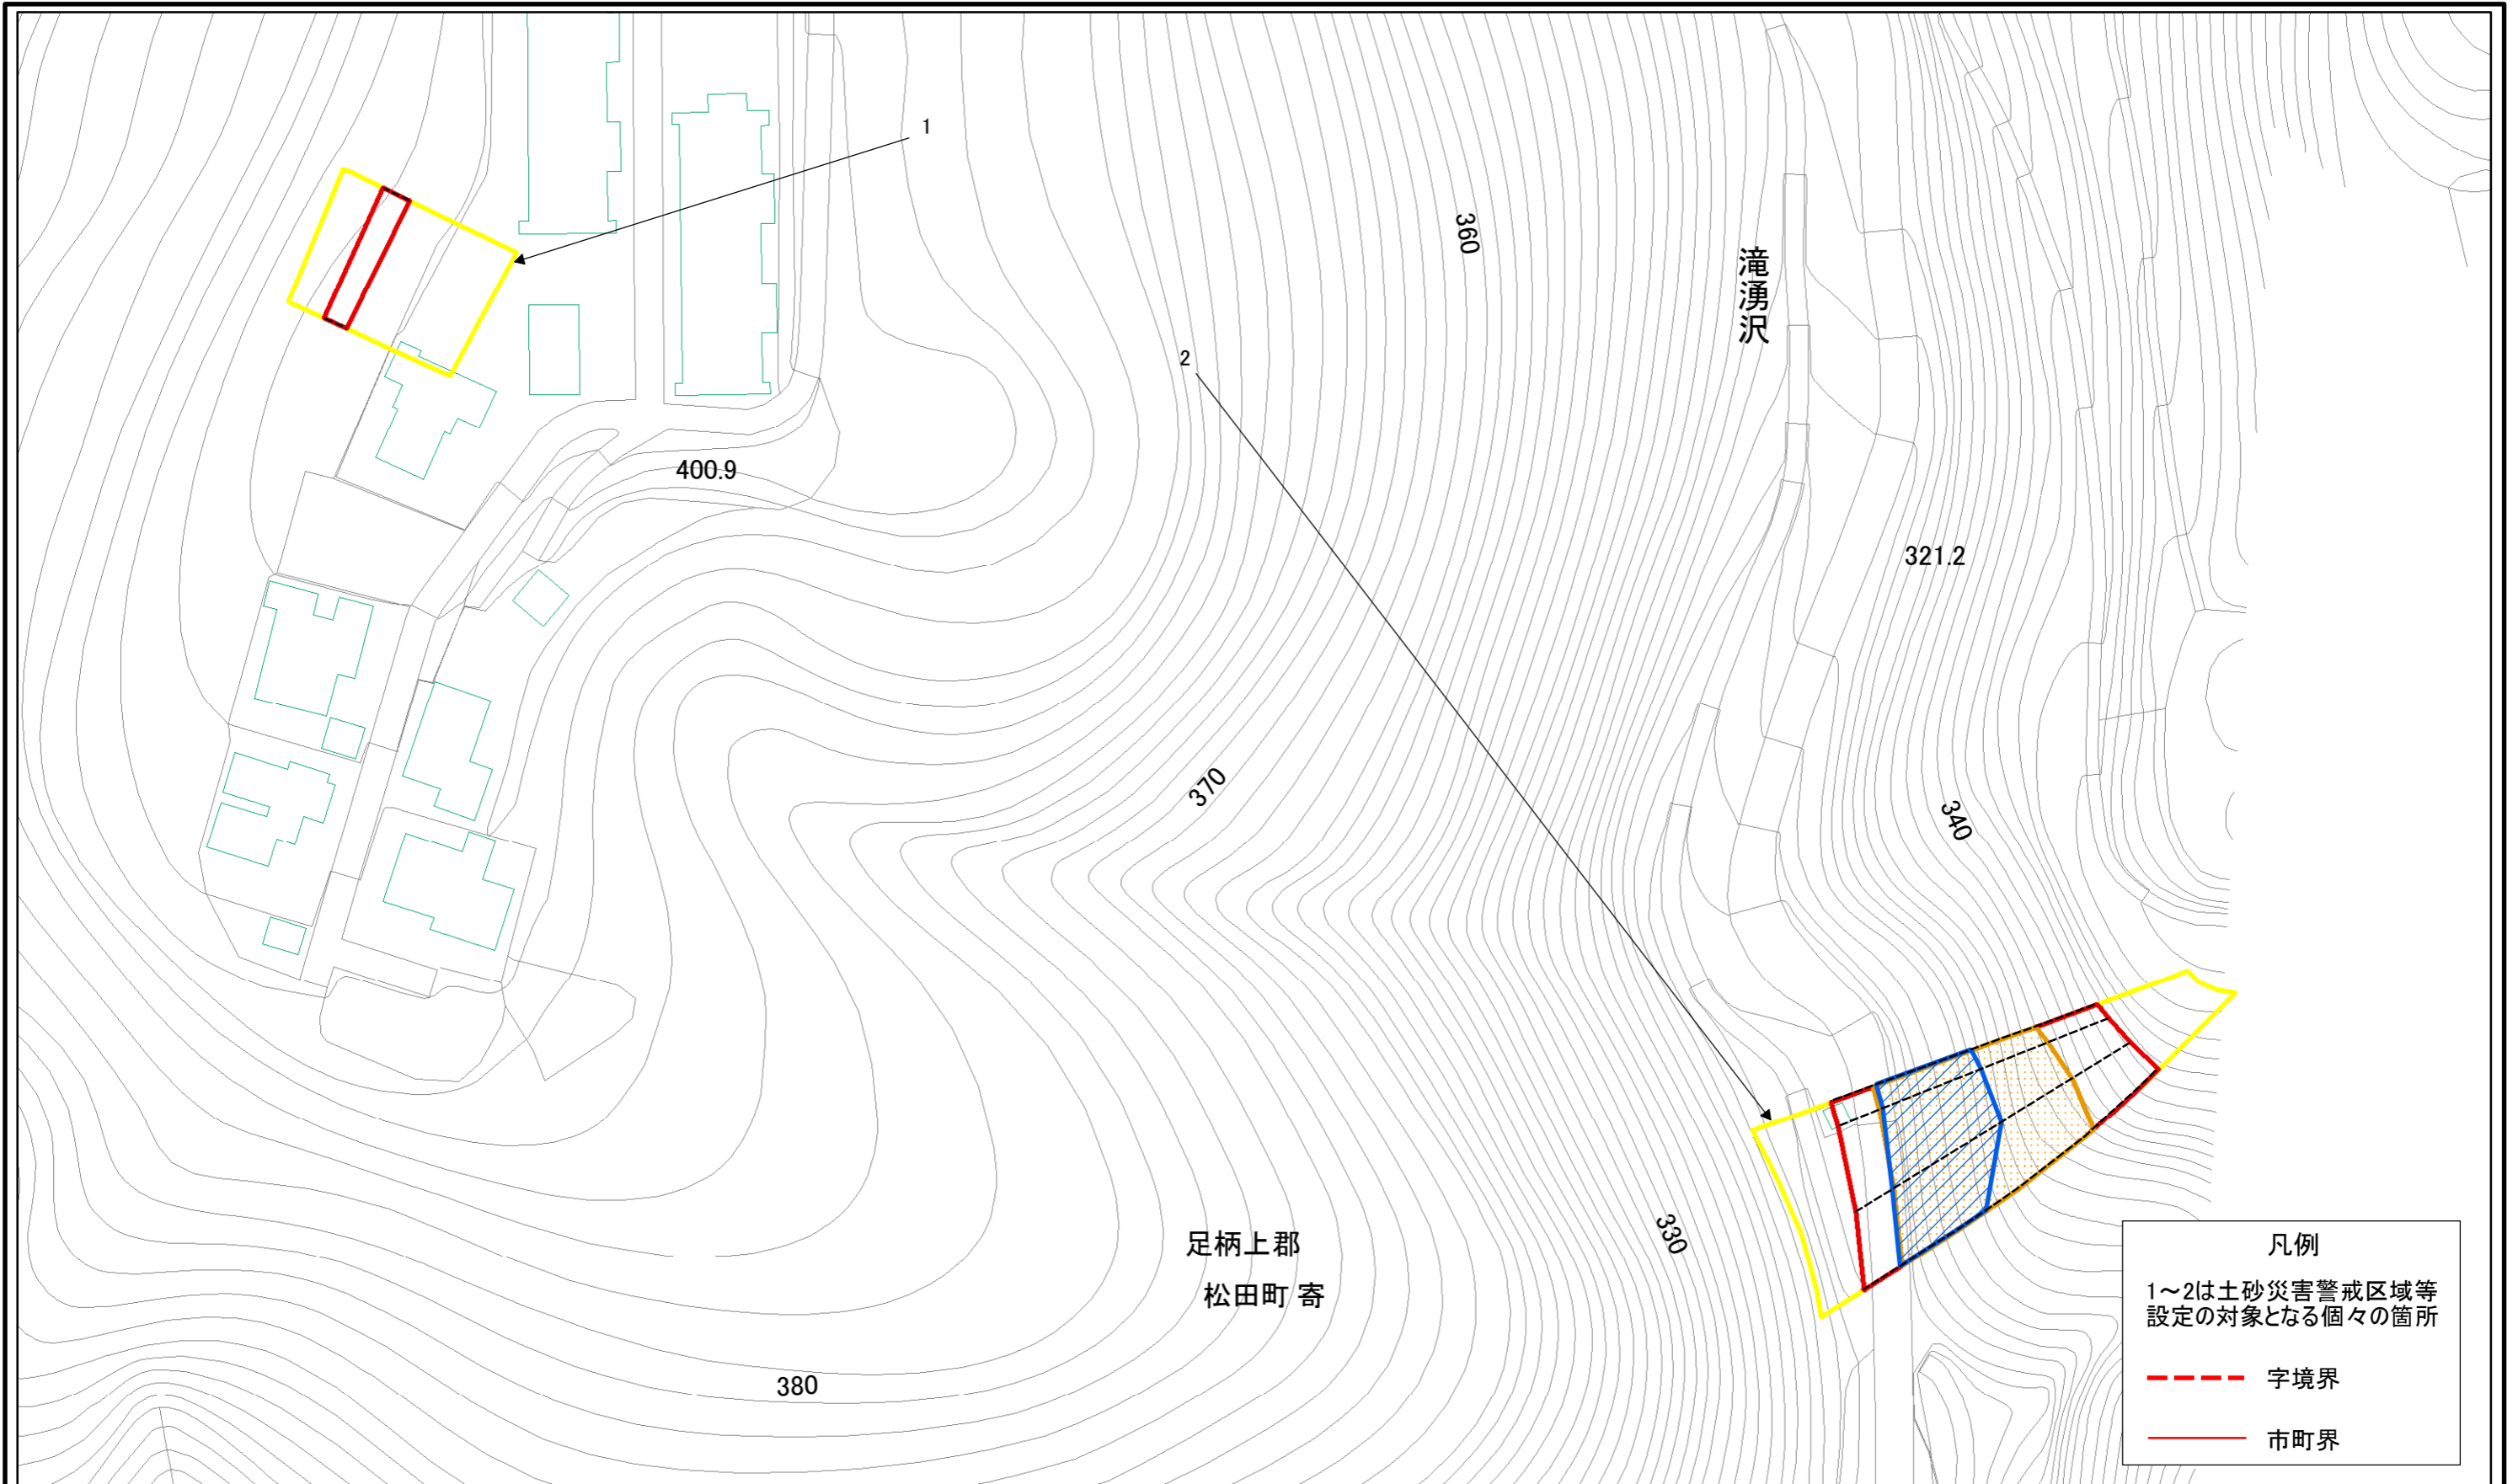 1
360
滝湧沢
2
400.9
321.2
370
340
足柄上郡
松田町 寄
330
380
凡例
1～2は土砂災害警戒区域等
設定の対象となる個々の箇所
字境界
市町界